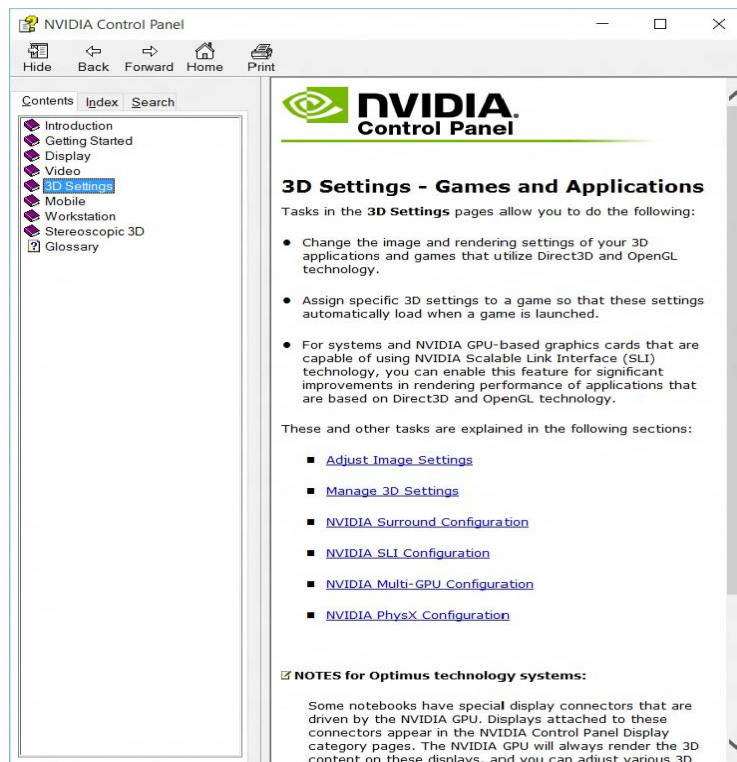 NVIDIA Control Panel
Hide Back Forward Home Print
Contents Index Search
Introduction
Getting Started
Display
Video
3D Settings
Mobile
Workstation
Stereoscopic 3D
Glossary
NVIDIA.
Control Panel
3D Settings - Games and Applications
Tasks in the 3D Settings pages allow you to do the following:
● Change the image and rendering settings of your 3D
applications and games that utilize Direct3D and OpenGL
technology.
● Assign specific 3D settings to a game so that these settings
automatically load when a game is launched.
● For systems and NVIDIA GPU-based graphics cards that are
capable of using NVIDIA Scalable Link Interface (SLI)
technology, you can enable this feature for significant
improvements in rendering performance of applications that
are based on Direct3D and OpenGL technology.
These and other tasks are explained in the following sections:
■ Adjust Image Settings
■ Manage 3D Settings
■ NVIDIA Surround Configuration
■ NVIDIA SLI Configuration
■ NVIDIA Multi-GPU Configuration
■ NVIDIA PhysX Configuration
NOTES for Optimus technology systems:
Some notebooks have special display connectors that are
driven by the NVIDIA GPU. Displays attached to these
connectors appear in the NVIDIA Control Panel Display
category pages. The NVIDIA GPU will always render the 3D
content on these displays, and you can adjust various 3D